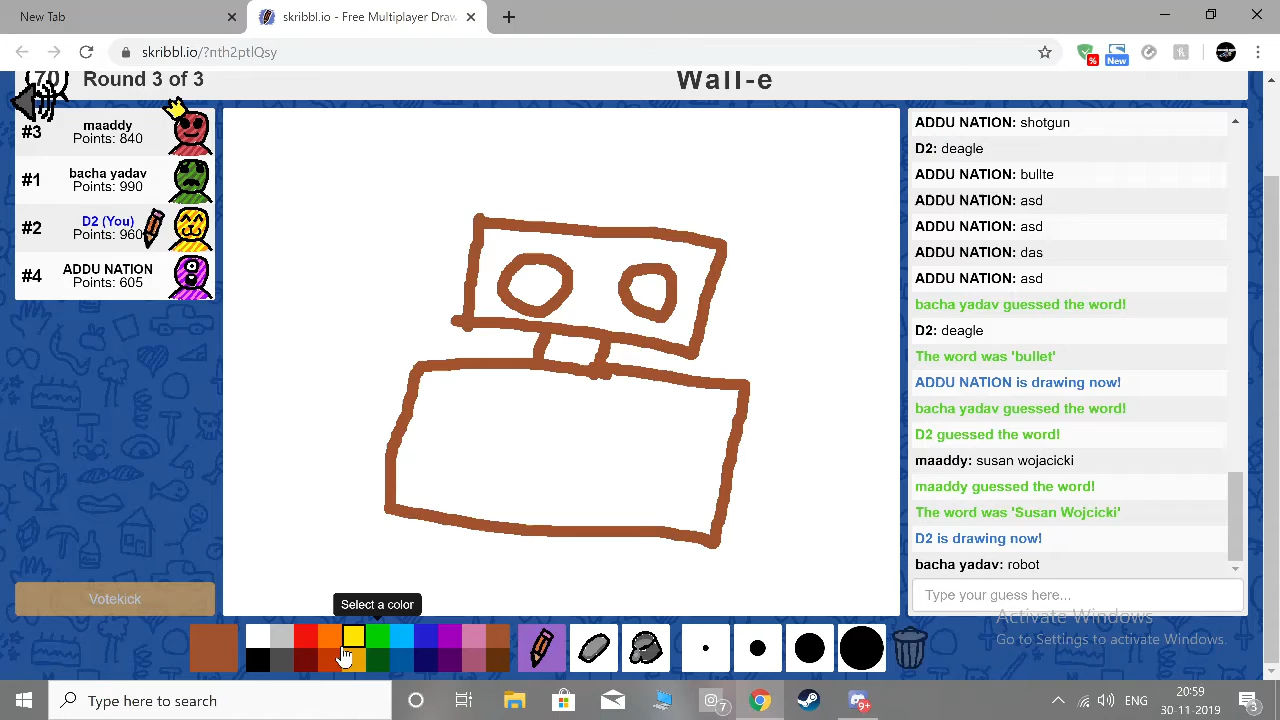 New Tab
skribbl.io - Free Multiplayer Draw
skribbl.io/?nth2ptlQsy
%
New
70
Round 3 of 3
Wall-e
#3
maaddy
Points: 840
#1
bacha yadav
Points: 990
#2
D2 (You)
Points: 960
#4
ADDU NATION
Points: 605
Votekick
ADDU NATION: shotgun
D2: deagle
ADDU NATION: bullte
ADDU NATION: asd
ADDU NATION: asd
ADDU NATION: das
ADDU NATION: asd
bacha yadav guessed the word!
D2: deagle
The word was 'bullet'
ADDU NATION is drawing now!
bacha yadav guessed the word!
D2 guessed the word!
maaddy: susan wojacicki
maaddy guessed the word!
The word was 'Susan Wojcicki'
D2 is drawing now!
bacha yadav: robot
Type your guess here...
Select a color
Activate Windows
Go to Settings to activate Windows.
Type here to search
7
9+
ENG
20:59
30-11-2019
3